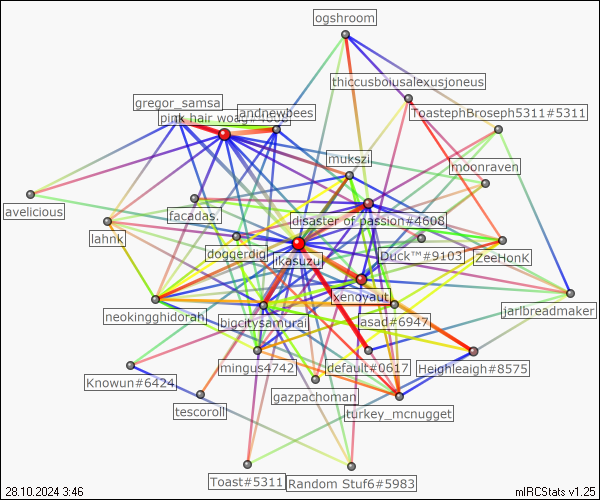 ogshroom
thiccusboiusalexusjoneus
gregor_samsa
pink hair woag#4668
andnewbees
ToastephBroseph5311#5311
mukszi
moonraven
avelicious
facadas.
disaster of passion#4608
lahnk
doggerdig
ikasuzu
Duck™#9103
ZeeHonK
xenoyaut
jarlbreadmaker
neokingghidorah
bigcitysamurai
asad#6947
mingus4742
default#0617
Heighleaigh#8575
Knowun#6424
gazpachoman
tescoroll
turkey_mcnugget
Toast#5311
Random Stuf6#5983
28.10.2024 3:46
mIRCStats v1.25